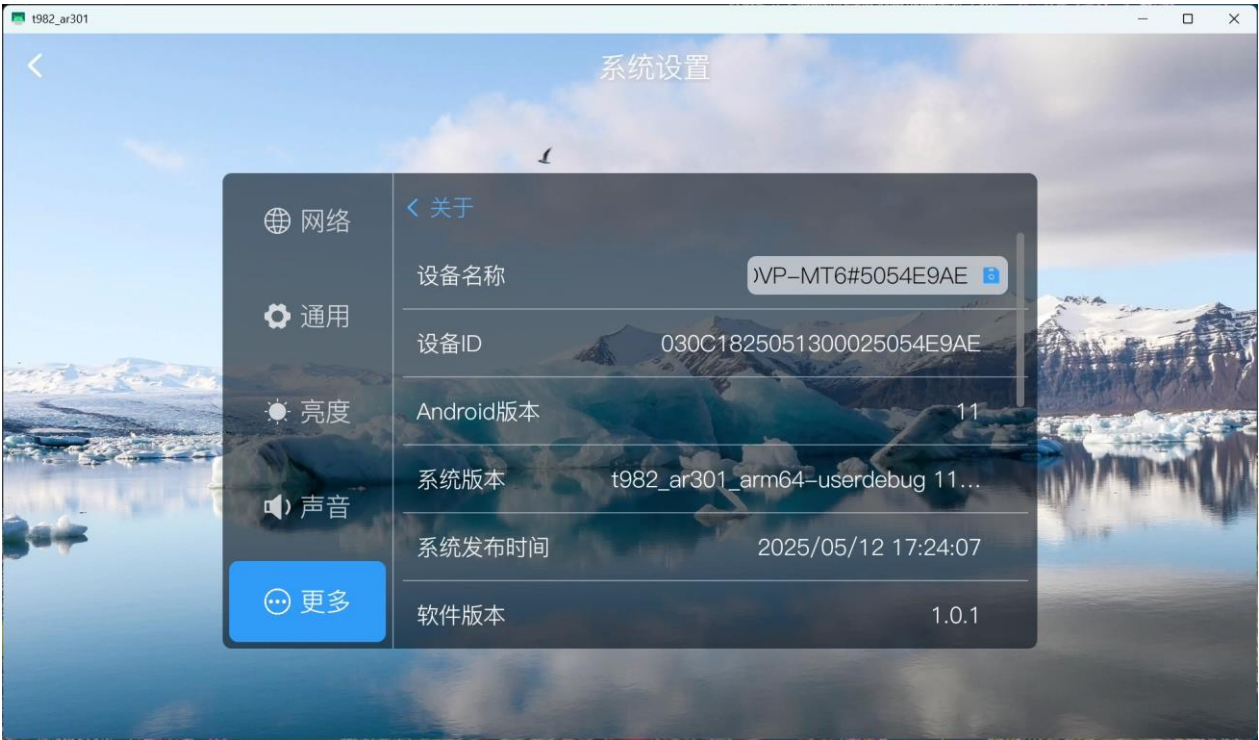 t982_ar301
系统设置
网络
通用
亮度
声音
更多
关于
设备名称 VP-MT6#5054E9AE
设备ID 030C1825051300025054E9AE
Android版本 11
系统版本 t982_ar301_arm64-userdebug 11...
系统发布时间 2025/05/12 17:24:07
软件版本 1.0.1